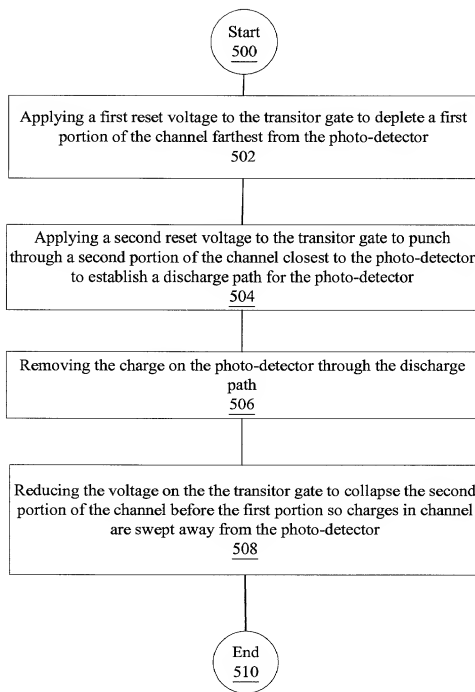 Start
500
Applying a first reset voltage to the transitor gate to deplete a first
portion of the channel farthest from the photo-detector
502
Applying a second reset voltage to the transitor gate to punch
through a second portion of the channel closest to the photo-detector
to establish a discharge path for the photo-detector
504
Removing the charge on the photo-detector through the discharge
path
506
Reducing the voltage on the the transitor gate to collapse the second
portion of the channel before the first portion so charges in channel
are swept away from the photo-detector
508
End
510